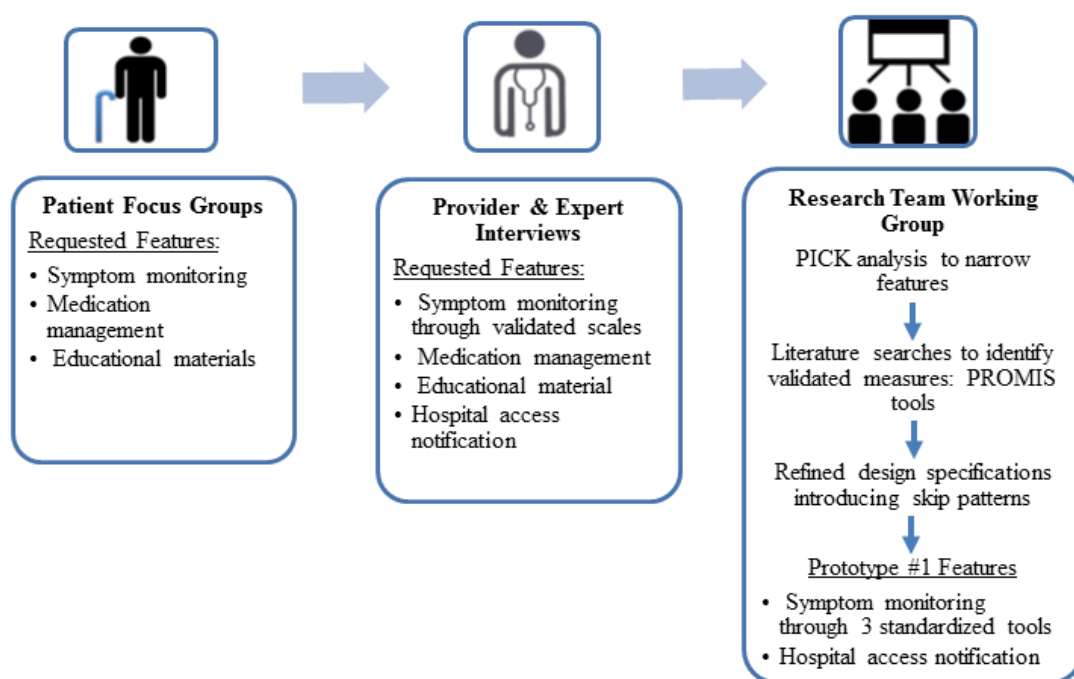 Patient Focus Groups
Requested Features:
• Symptom monitoring
• Medication
management
• Educational materials
Provider & Expert
Interviews
Requested Features:
• Symptom monitoring
through validated scales
• Medication management
• Educational material
• Hospital access
notification
Research Team Working
Group
PICK analysis to narrow
features
Literature searches to identify
validated measures: PROMIS
tools
Refined design specifications
introducing skip patterns
Prototype #1 Features
• Symptom monitoring
through 3 standardized tools
• Hospital access notification